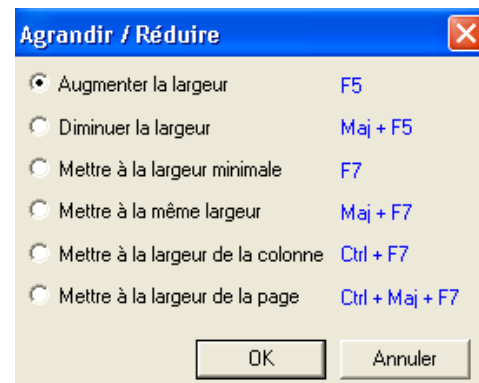 Agrandir / Réduire
Augmenter la largeur F5
Diminuer la largeur Maj + F5
Mettre à la largeur minimale F7
Mettre à la même largeur Maj + F7
Mettre à la largeur de la colonne Ctrl + F7
Mettre à la largeur de la page Ctrl + Maj + F7
OK Annuler